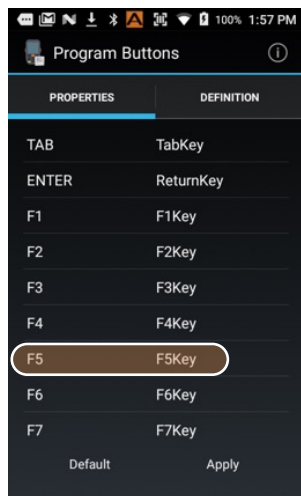 100% 1:57 PM
Program Buttons
PROPERTIES DEFINITION
TAB TabKey
ENTER ReturnKey
F1 F1Key
F2 F2Key
F3 F3Key
F4 F4Key
F5 F5Key
F6 F6Key
F7 F7Key
Default Apply